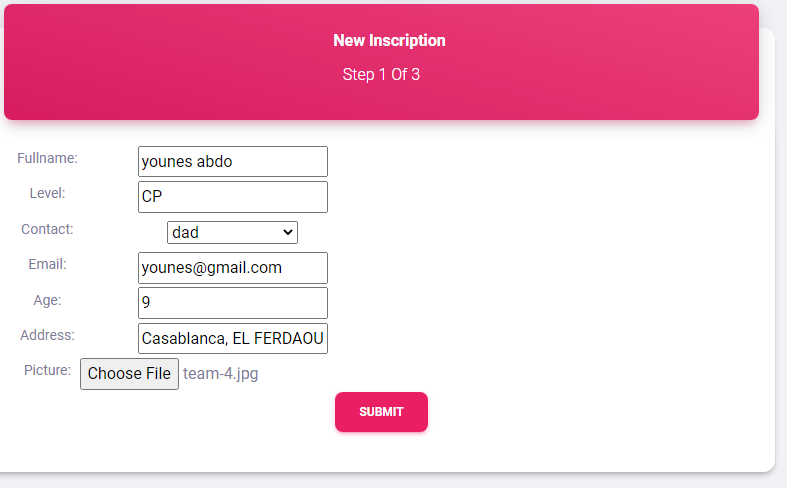 New Inscription
Step 1 Of 3
Fullname: younes abdo
Level: CP
Contact: dad
Email: younes@gmail.com
Age: 9
Address: Casablanca, EL FERDAOU
Picture: Choose File team-4.jpg
SUBMIT